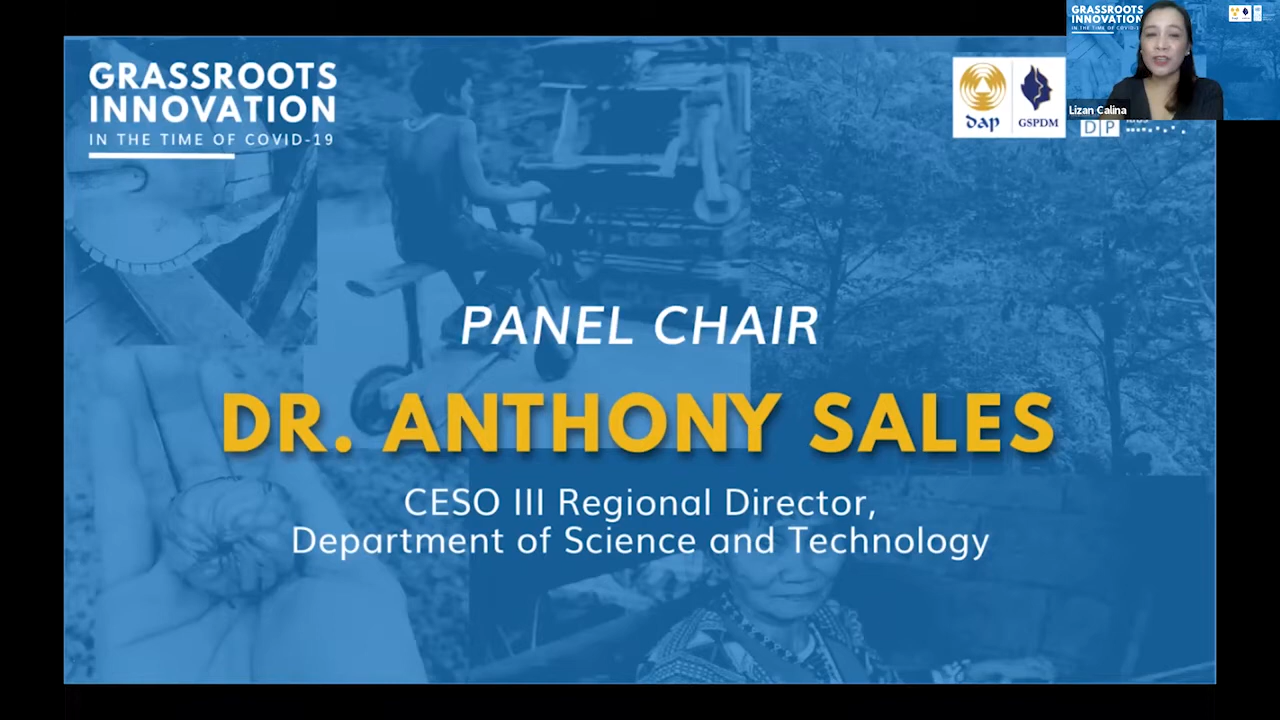 GRASSROOTS
INNOVATION
IN THE TIME OF COVID-19
dap
GSPDM
GRASSROOTS
INNOVATION
Lizan Calina
D P
PANEL CHAIR
DR. ANTHONY SALES
CESO III Regional Director,
Department of Science and Technology